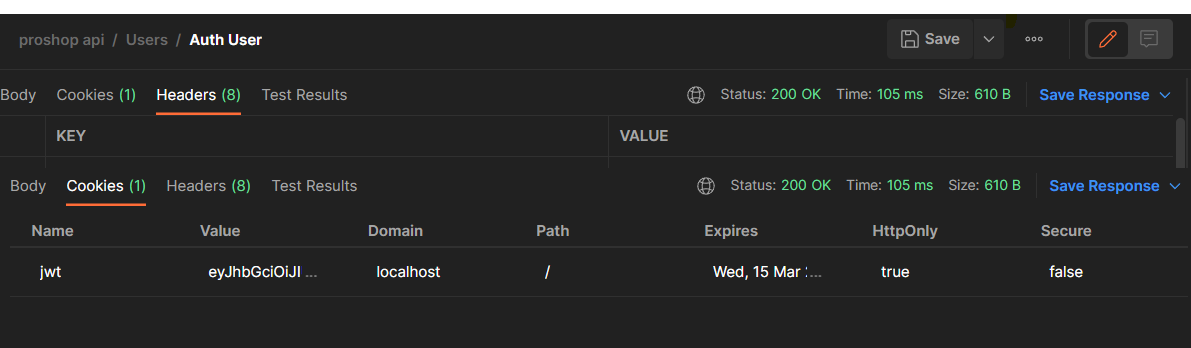 proshop api / Users / Auth User Save ooo
Body Cookies (1) Headers (8) Test Results Status: 200 OK Time: 105 ms Size: 610 B Save Response
KEY VALUE
Body Cookies (1) Headers (8) Test Results Status: 200 OK Time: 105 ms Size: 610 B Save Response
Name Value Domain Path Expires HttpOnly Secure
jwt eyJhbGciOiJI ... localhost / Wed, 15 Mar ... true false